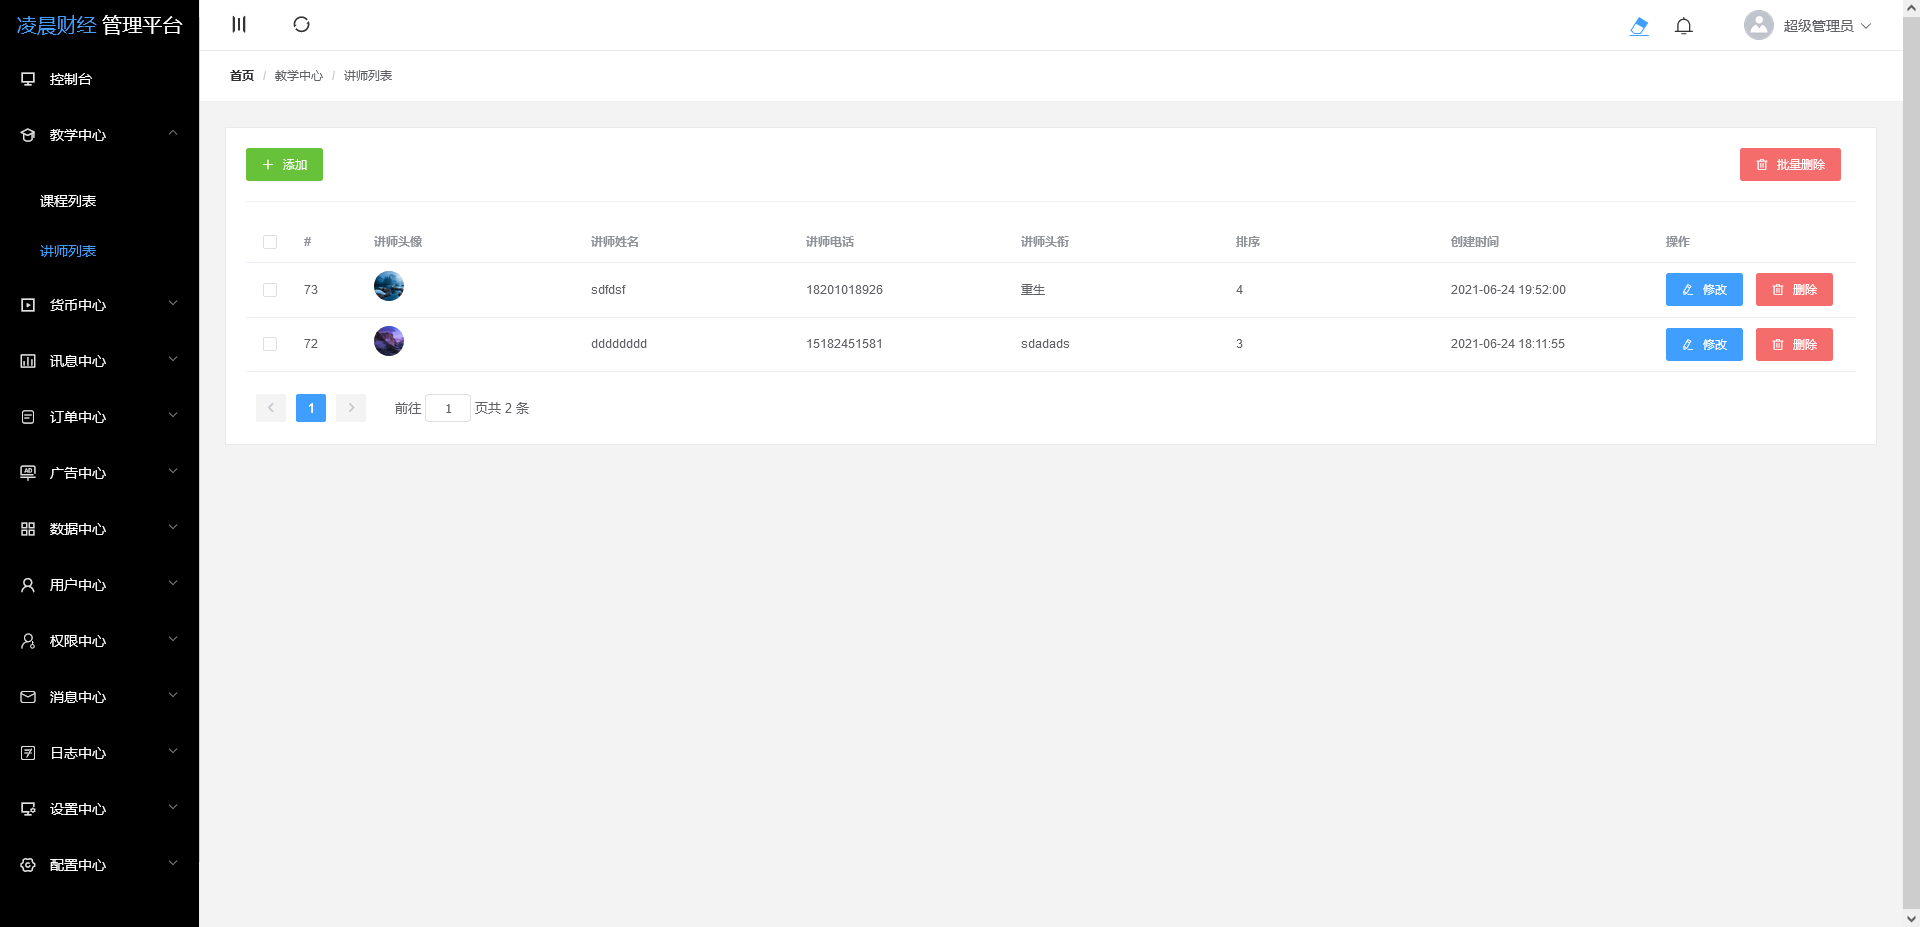 凌晨财经 管理平台
超级管理员
控制台
教学中心
课程列表
讲师列表
货币中心
讯息中心
订单中心
广告中心
数据中心
用户中心
权限中心
消息中心
日志中心
设置中心
配置中心
首页 / 教学中心 / 讲师列表
添加
批量删除
# 讲师头像 讲师姓名 讲师电话 讲师头衔 排序 创建时间 操作
73 sdfdsf 18201018926 重生 4 2021-06-24 19:52:00 修改 删除
72 dddddddd 15182451581 sdadads 3 2021-06-24 18:11:55 修改 删除
1 前往 1 页共 2 条